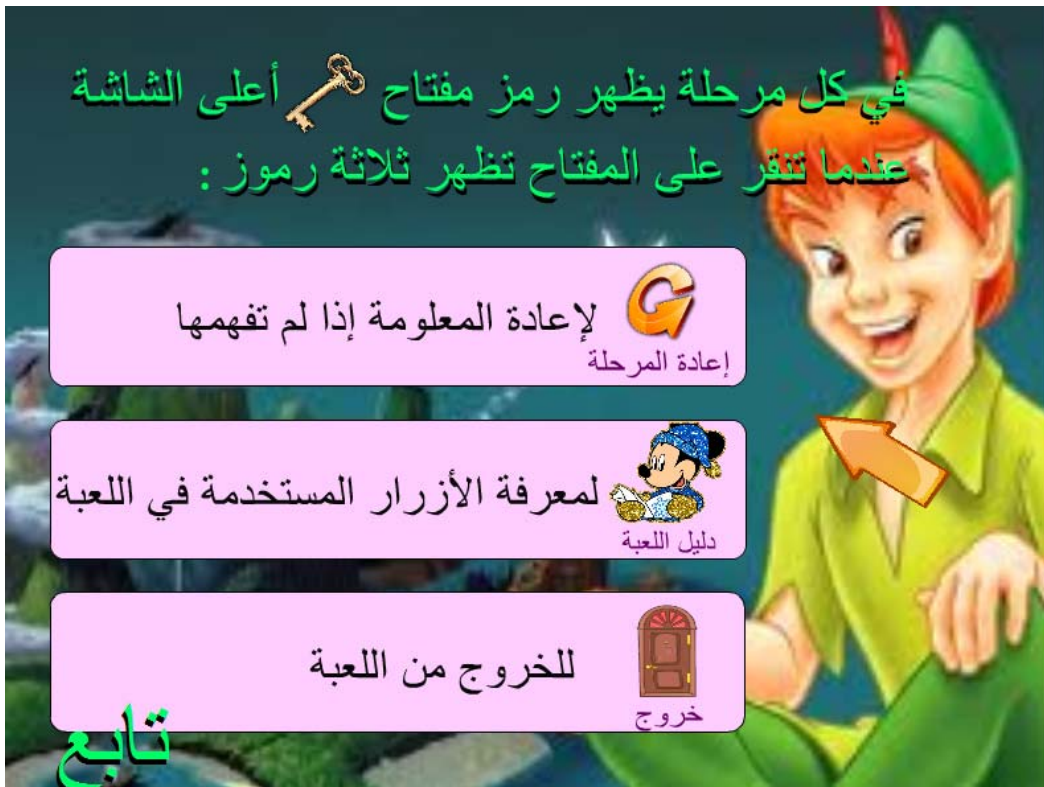 في كل مرحلة يظهر رمز مفتاح أعلى الشاشة
عندما تنقر على المفتاح تظهر ثلاثة رموز :
لإعادة المعلومة إذا لم تفهمها
إعادة المرحلة
لمعرفة الأزرار المستخدمة في اللعبة
دليل اللعبة
للخروج من اللعبة
خروج
تابع